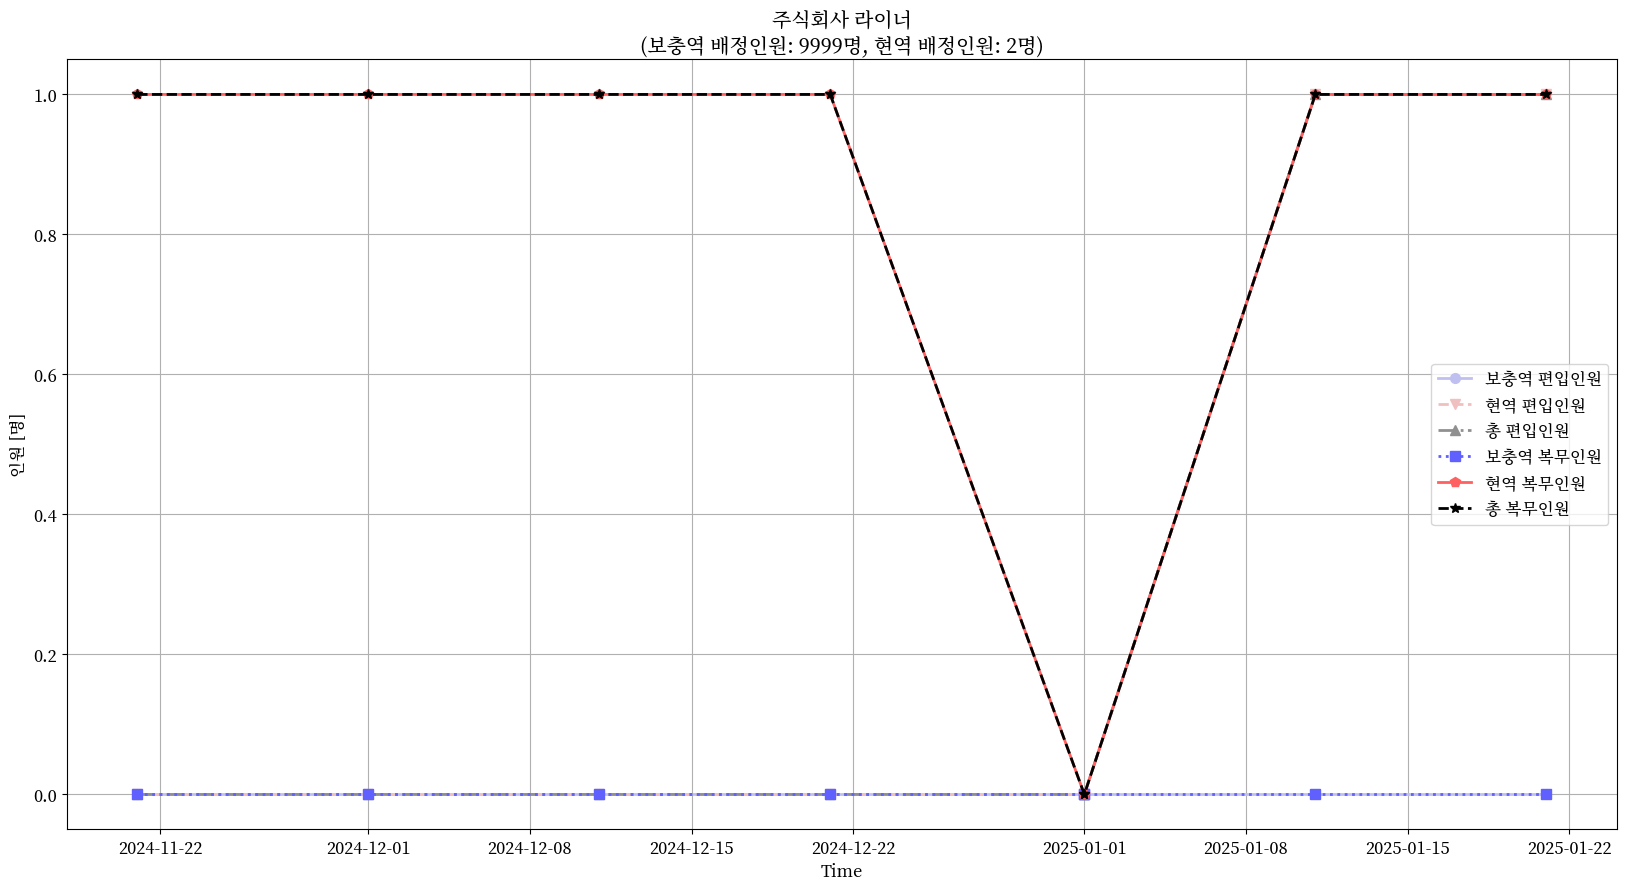 주식회사 라이너
(보충역 배정인원: 9999명, 현역 배정인원: 2명)
1.0
0.8
0.6
0.4
0.2
0.0
인원 [명]
보충역 편입인원
현역 편입인원
총 편입인원
보충역 복무인원
현역 복무인원
총 복무인원
2024-11-22
2024-12-01
2024-12-08
2024-12-15
2024-12-22
2025-01-01
2025-01-08
2025-01-15
2025-01-22
Time